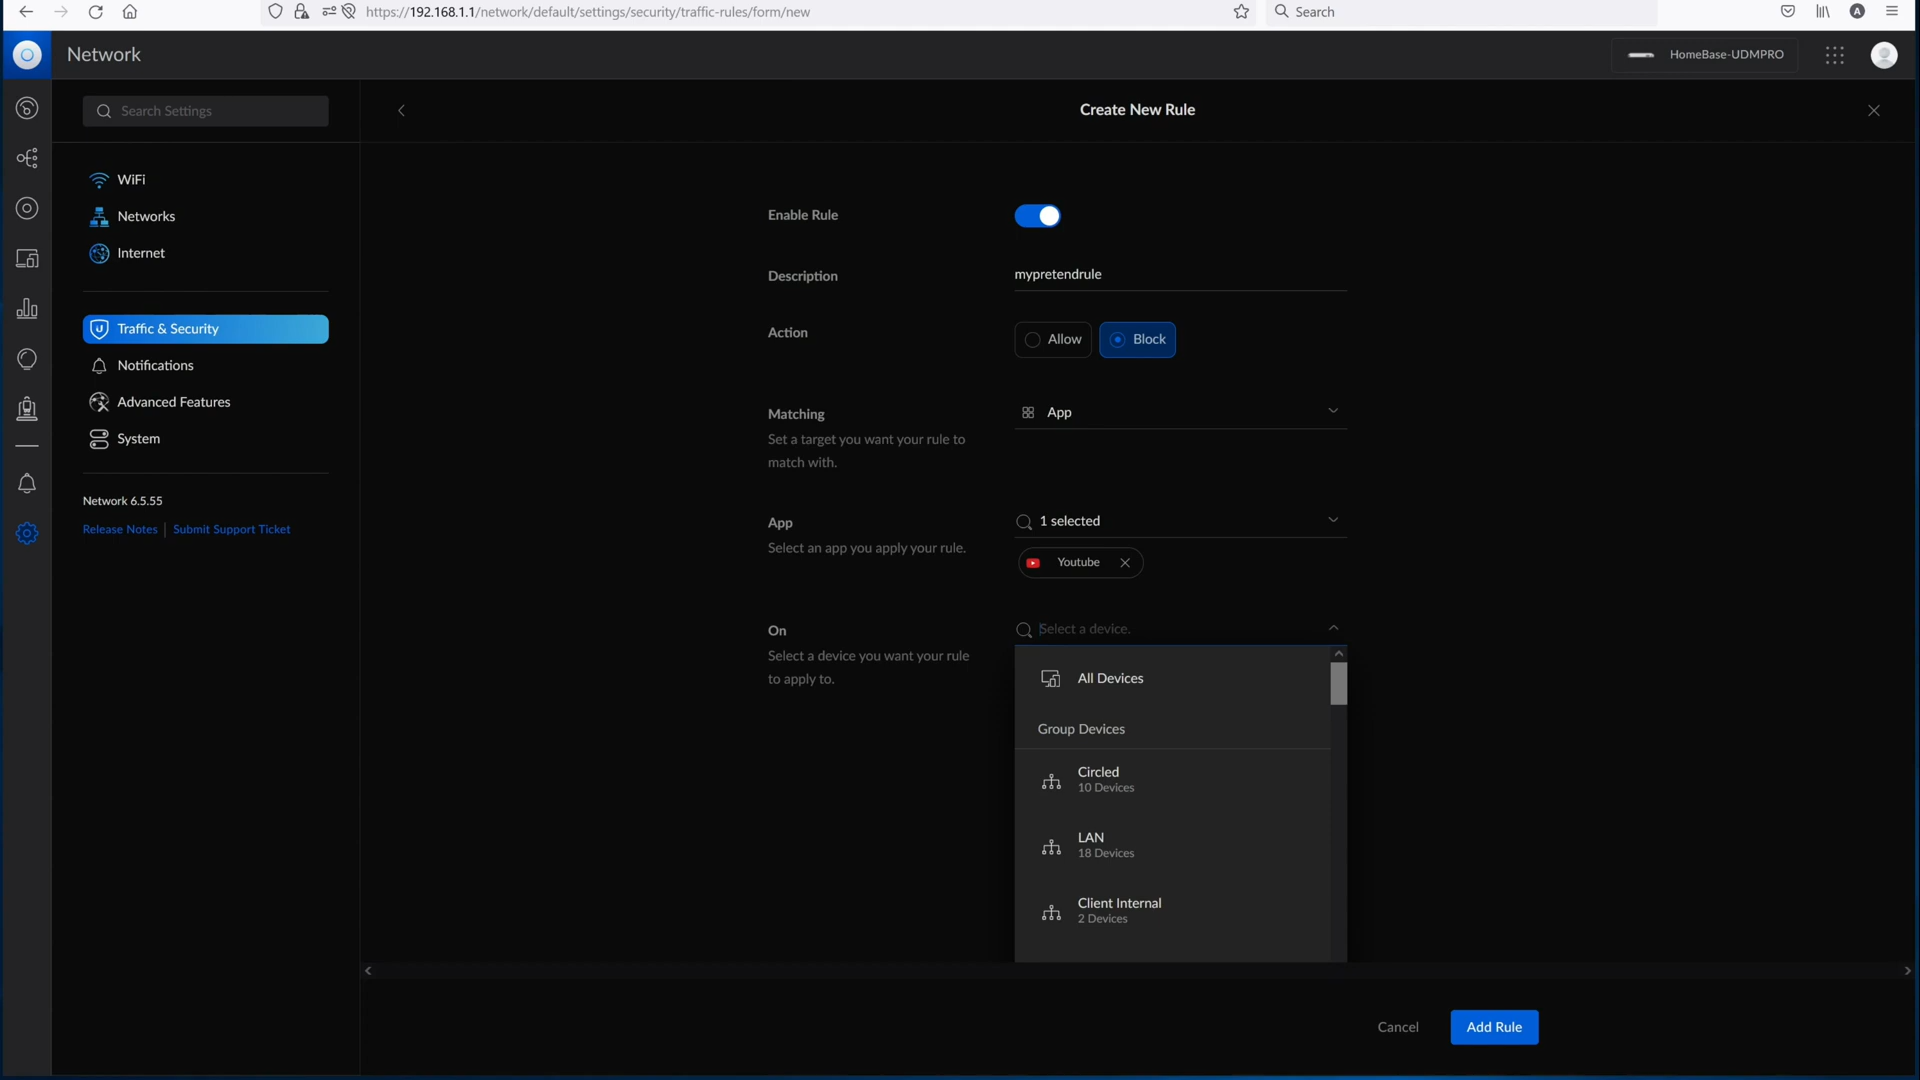 https://192.168.1.1/network/default/settings/security/traffic-rules/form/new
Search
A
Network
HomeBase-UDMPRO
Search Settings
Create New Rule
WiFi
Networks
Internet
Traffic & Security
Notifications
Advanced Features
System
Network 6.5.55
Release Notes
Submit Support Ticket
Enable Rule
Description
mypretendrule
Action
Allow
Block
Matching
Set a target you want your rule to
match with.
App
App
Select an app you apply your rule.
1 selected
Youtube
On
Select a device you want your rule
to apply to.
Select a device.
All Devices
Group Devices
Circled
10 Devices
LAN
18 Devices
Client Internal
2 Devices
Cancel
Add Rule